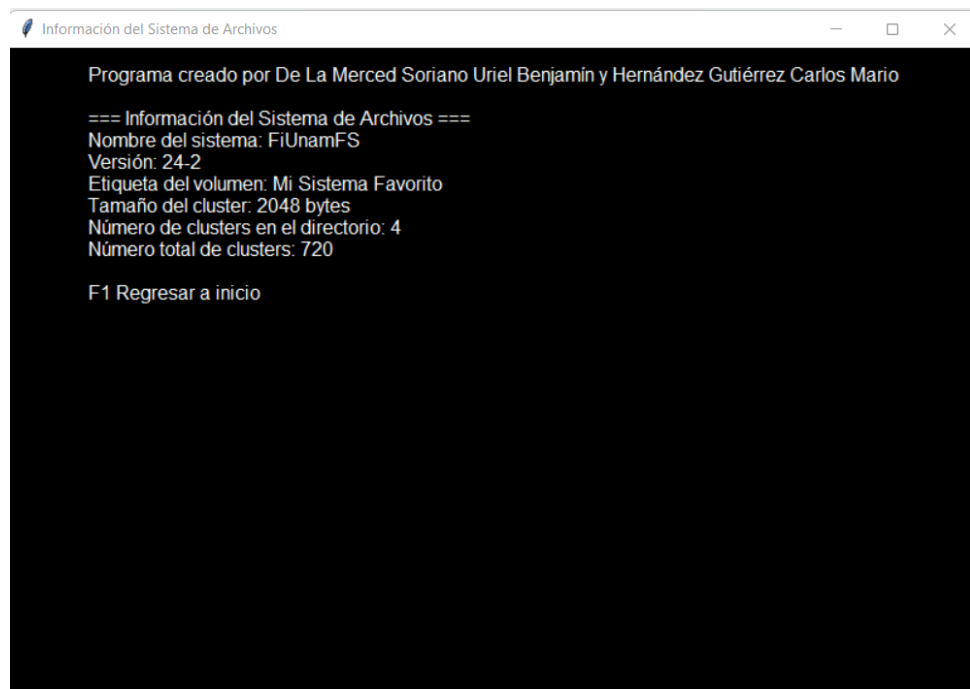 Información del Sistema de Archivos
Programa creado por De La Merced Soriano Uriel Benjamín y Hernández Gutiérrez Carlos Mario
=== Información del Sistema de Archivos ===
Nombre del sistema: FiUnamFS
Versión: 24-2
Etiqueta del volumen: Mi Sistema Favorito
Tamaño del cluster: 2048 bytes
Número de clusters en el directorio: 4
Número total de clusters: 720
F1 Regresar a inicio